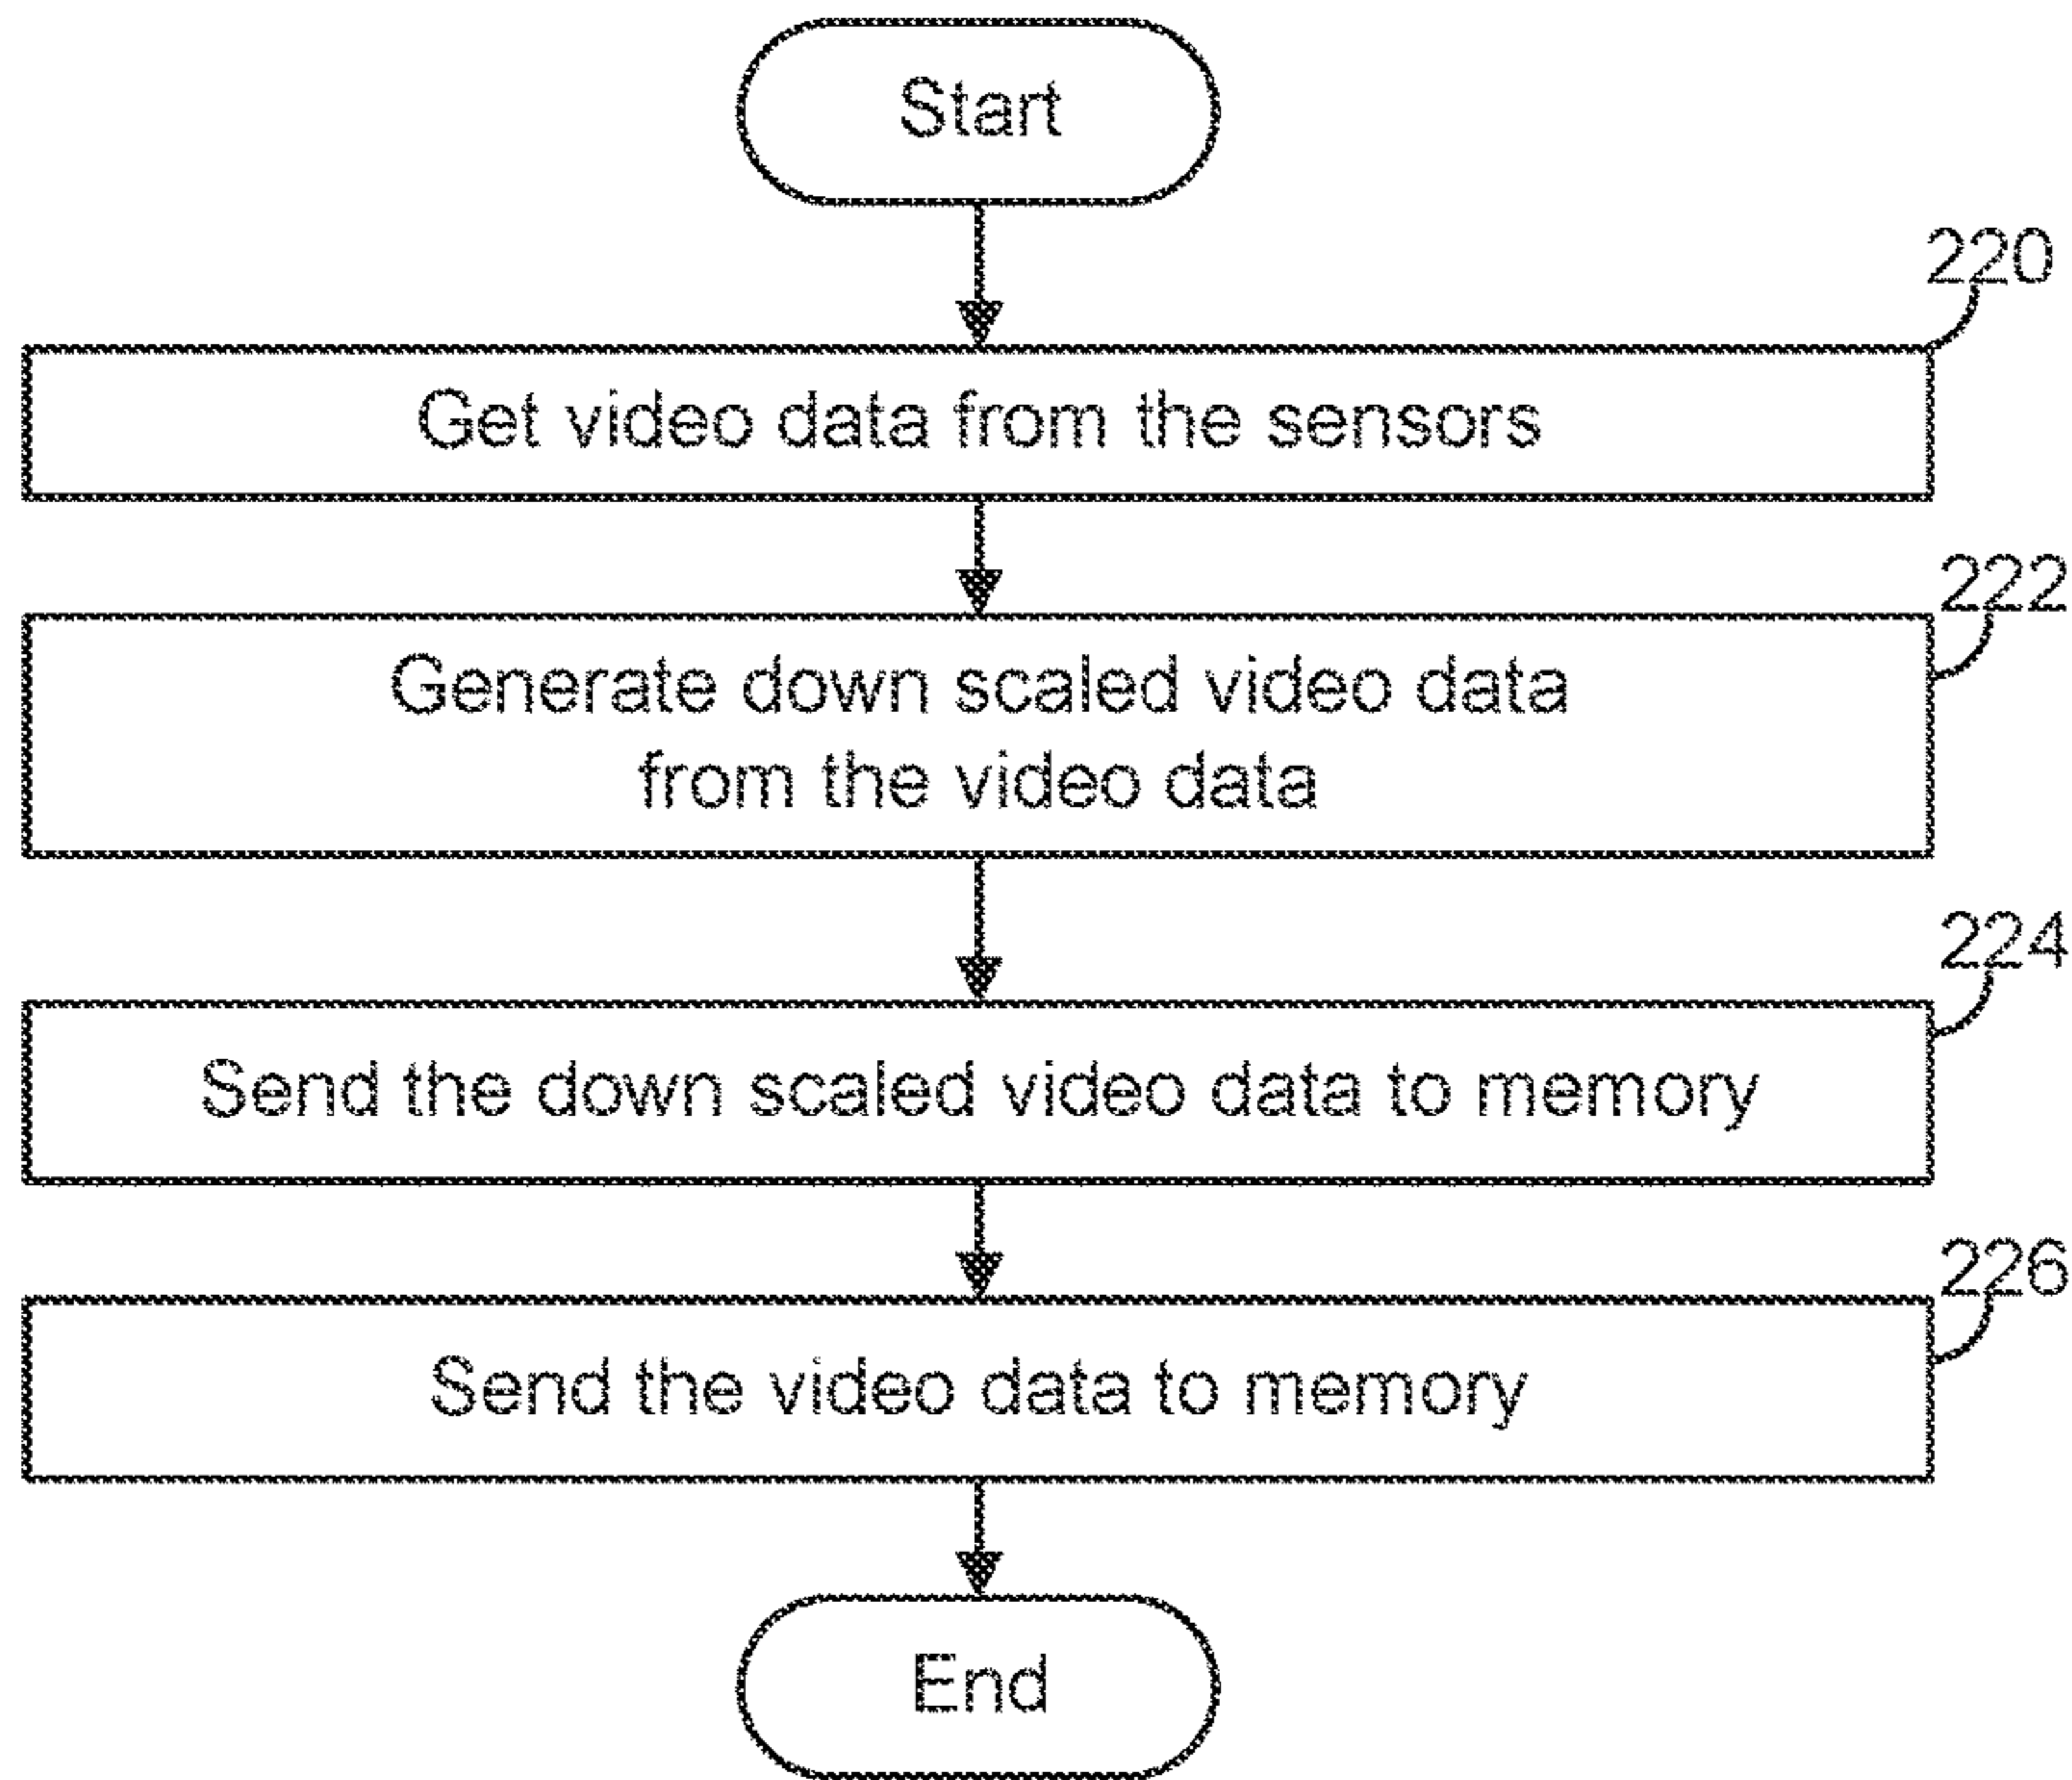 Start
220
Get video data from the sensors
222
Generate down scaled video data
from the video data
224
Send the down scaled video data to memory
226
Send the video data to memory
End